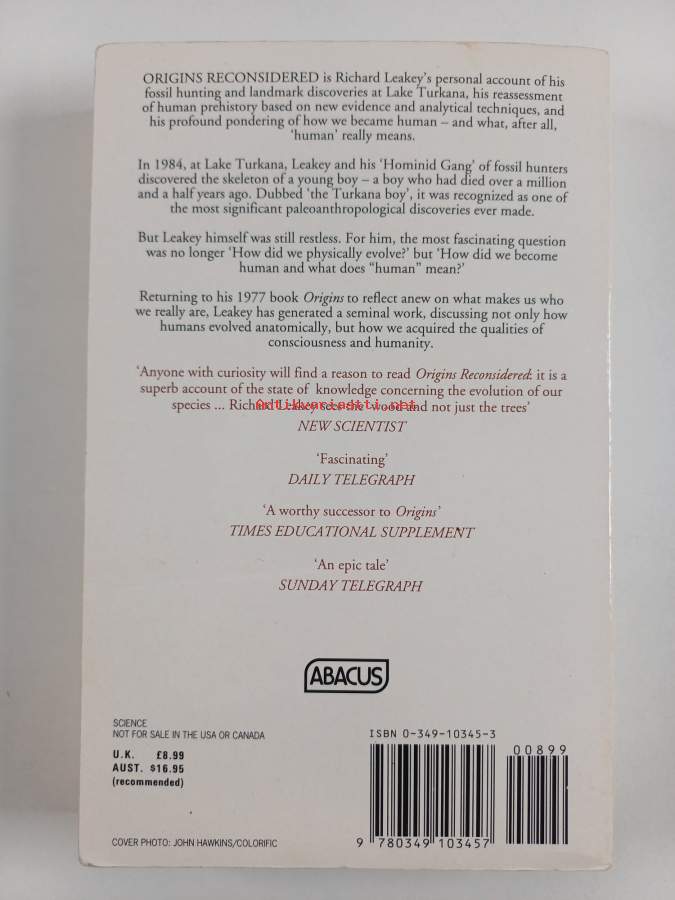 ORIGINS RECONSIDERED is Richard Leakey's personal account of his
fossil hunting and landmark discoveries at Lake Turkana, his reassessment
of human prehistory based on new evidence and analytical techniques, and
his profound pondering of how we became human – and what, after all,
'human' really means.
In 1984, at Lake Turkana, Leakey and his 'Hominid Gang' of fossil hunters
discovered the skeleton of a young boy – a boy who had died over a million
and a half years ago. Dubbed 'the Turkana boy', it was recognized as one of
the most significant paleoanthropological discoveries ever made.
But Leakey himself was still restless. For him, the most fascinating question
was no longer 'How did we physically evolve?' but 'How did we become
human and what does “human” mean?'
Returning to his 1977 book Origins to reflect anew on what makes us who
we really are, Leakey has generated a seminal work, discussing not only how
humans evolved anatomically, but how we acquired the qualities of
consciousness and humanity.
'Anyone with curiosity will find a reason to read Origins Reconsidered: it is a
superb account of the state of knowledge concerning the evolution of our
species ... Richard Leakey sees the wood and not just the trees'
antikvariaatti.net
NEW SCIENTIST
'Fascinating'
DAILY TELEGRAPH
'A worthy successor to Origins'
TIMES EDUCATIONAL SUPPLEMENT
'An epic tale'
SUNDAY TELEGRAPH
ABACUS
SCIENCE
NOT FOR SALE IN THE USA OR CANADA
U.K. £8.99
AUST. $16.95
(recommended)
ISBN 0-349-10345-3
00899
9 780349 103457
COVER PHOTO: JOHN HAWKINS/COLORIFIC